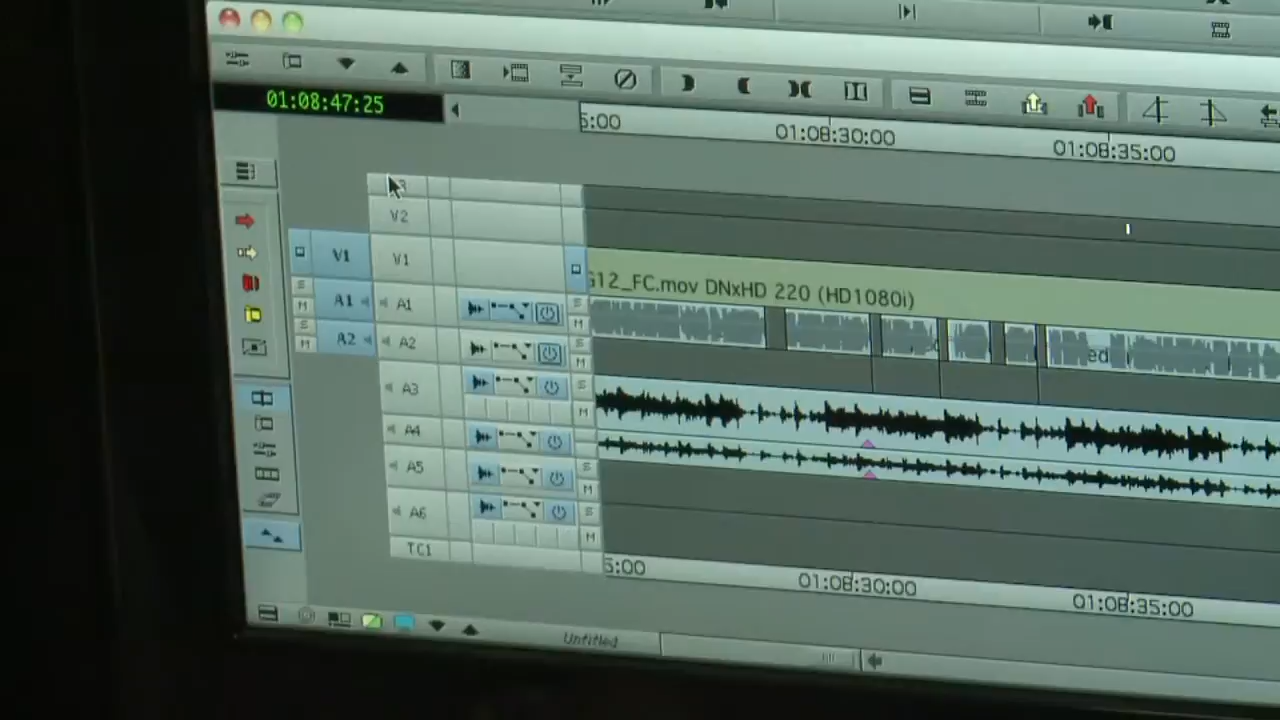 01:08:47:25
5:00 01:08:30:00 01:08:35:00
V2
V1 V1
G12_FC.mov DNxHD 220 (HD1080i)
S A1 A1 S
M M
S A2 A2 S
M M
A3 S
M
A4
A5 S
M
A6 S
M
TC1
5:00 01:08:30:00 01:08:35:00
Untitled